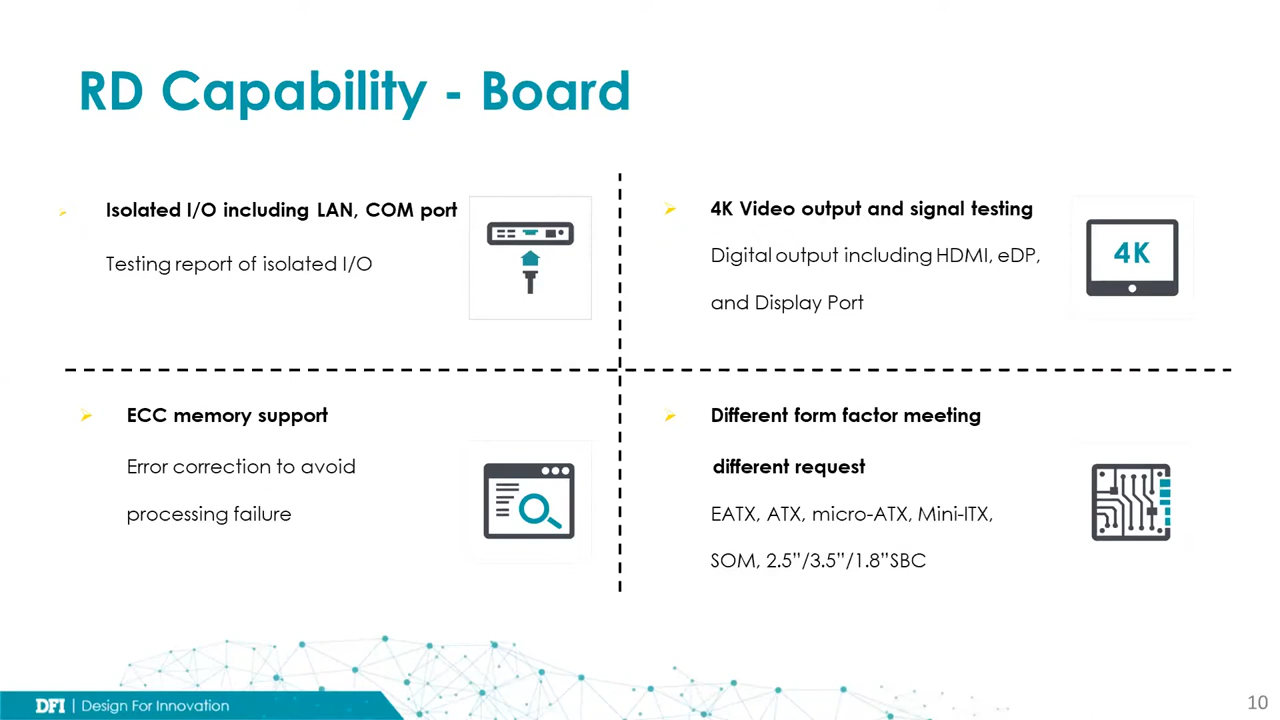 RD Capability - Board
Isolated I/O including LAN, COM port
Testing report of isolated I/O
4K Video output and signal testing
Digital output including HDMI, eDP,
and Display Port
4K
ECC memory support
Error correction to avoid
processing failure
Different form factor meeting
different request
EATX, ATX, micro-ATX, Mini-ITX,
SOM, 2.5”/3.5”/1.8”SBC
DFI | Design For Innovation
10